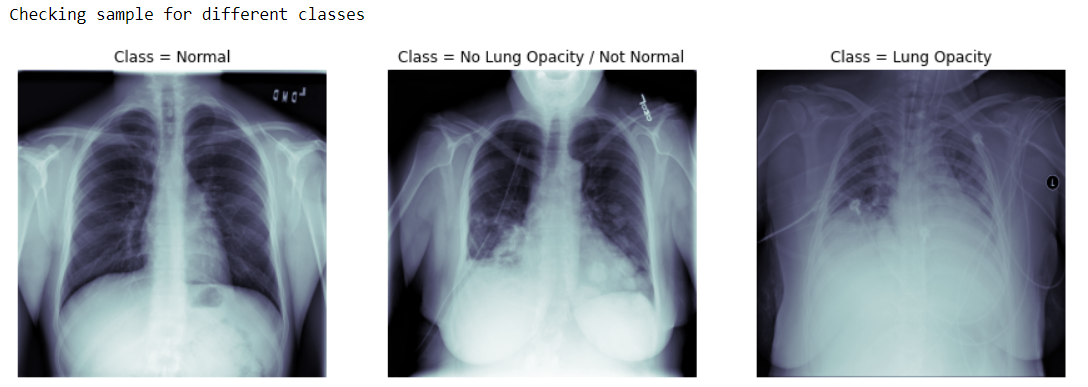 Checking sample for different classes
Class = Normal
Class = No Lung Opacity / Not Normal
Class = Lung Opacity
L